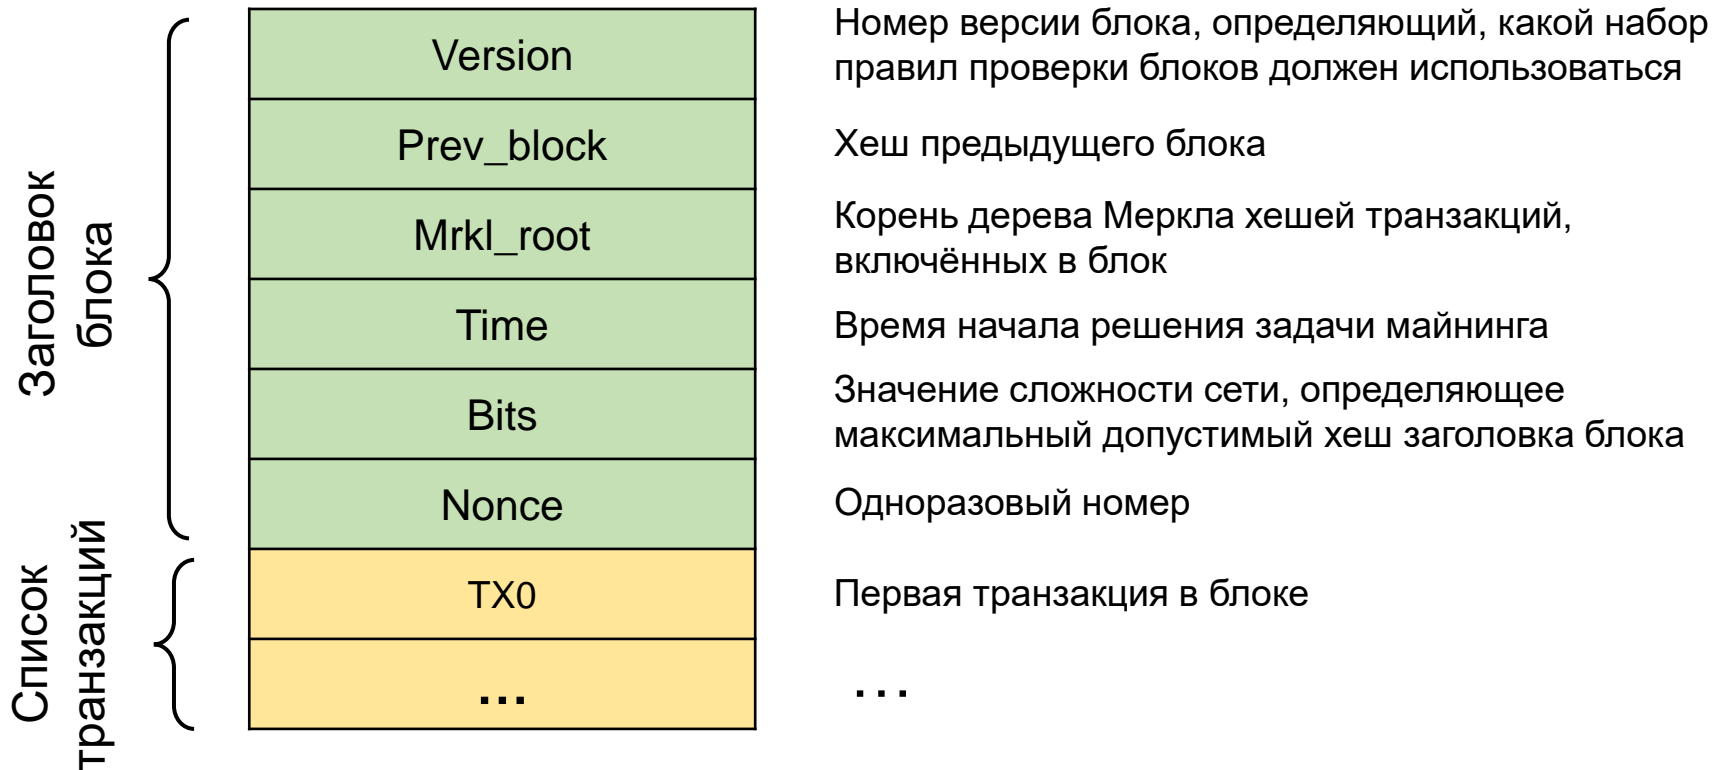 Заголовок
блока
Список
транзакций
Version
Номер версии блока, определяющий, какой набор
правил проверки блоков должен использоваться
Prev_block
Хеш предыдущего блока
Mrkl_root
Корень дерева Меркла хешей транзакций,
включённых в блок
Time
Время начала решения задачи майнинга
Bits
Значение сложности сети, определяющее
максимальный допустимый хеш заголовка блока
Nonce
Одноразовый номер
TX0
Первая транзакция в блоке
...
...